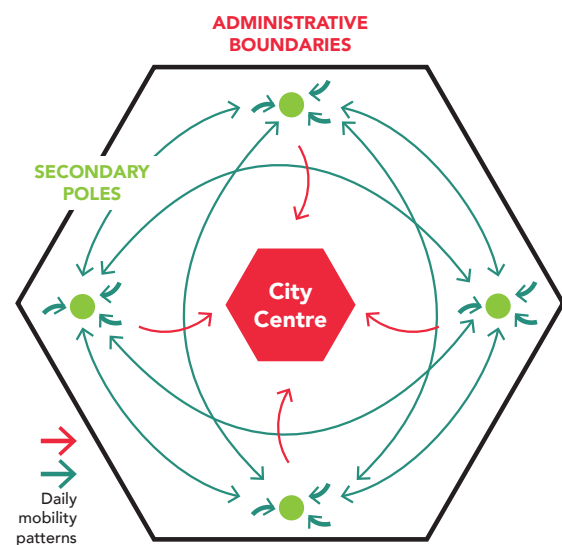 ADMINISTRATIVE
BOUNDARIES
SECONDARY
POLES
City
Centre
Daily
mobility
patterns